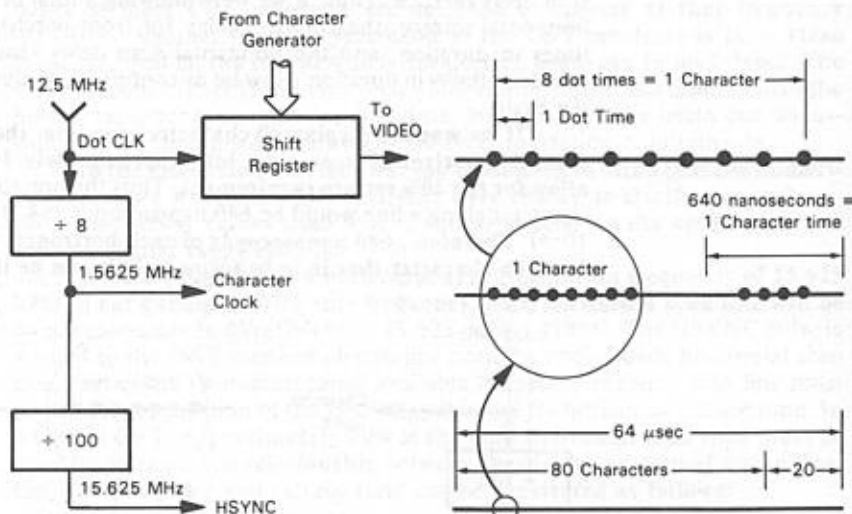 From Character
Generator
12.5 MHz
Dot CLK
Shift
Register
To
VIDEO
8 dot times = 1 Character
1 Dot Time
÷ 8
1.5625 MHz
Character
Clock
640 nanoseconds =
1 Character time
1 Character
÷ 100
15.625 MHz
HSYNC
64 μsec
80 Characters
20